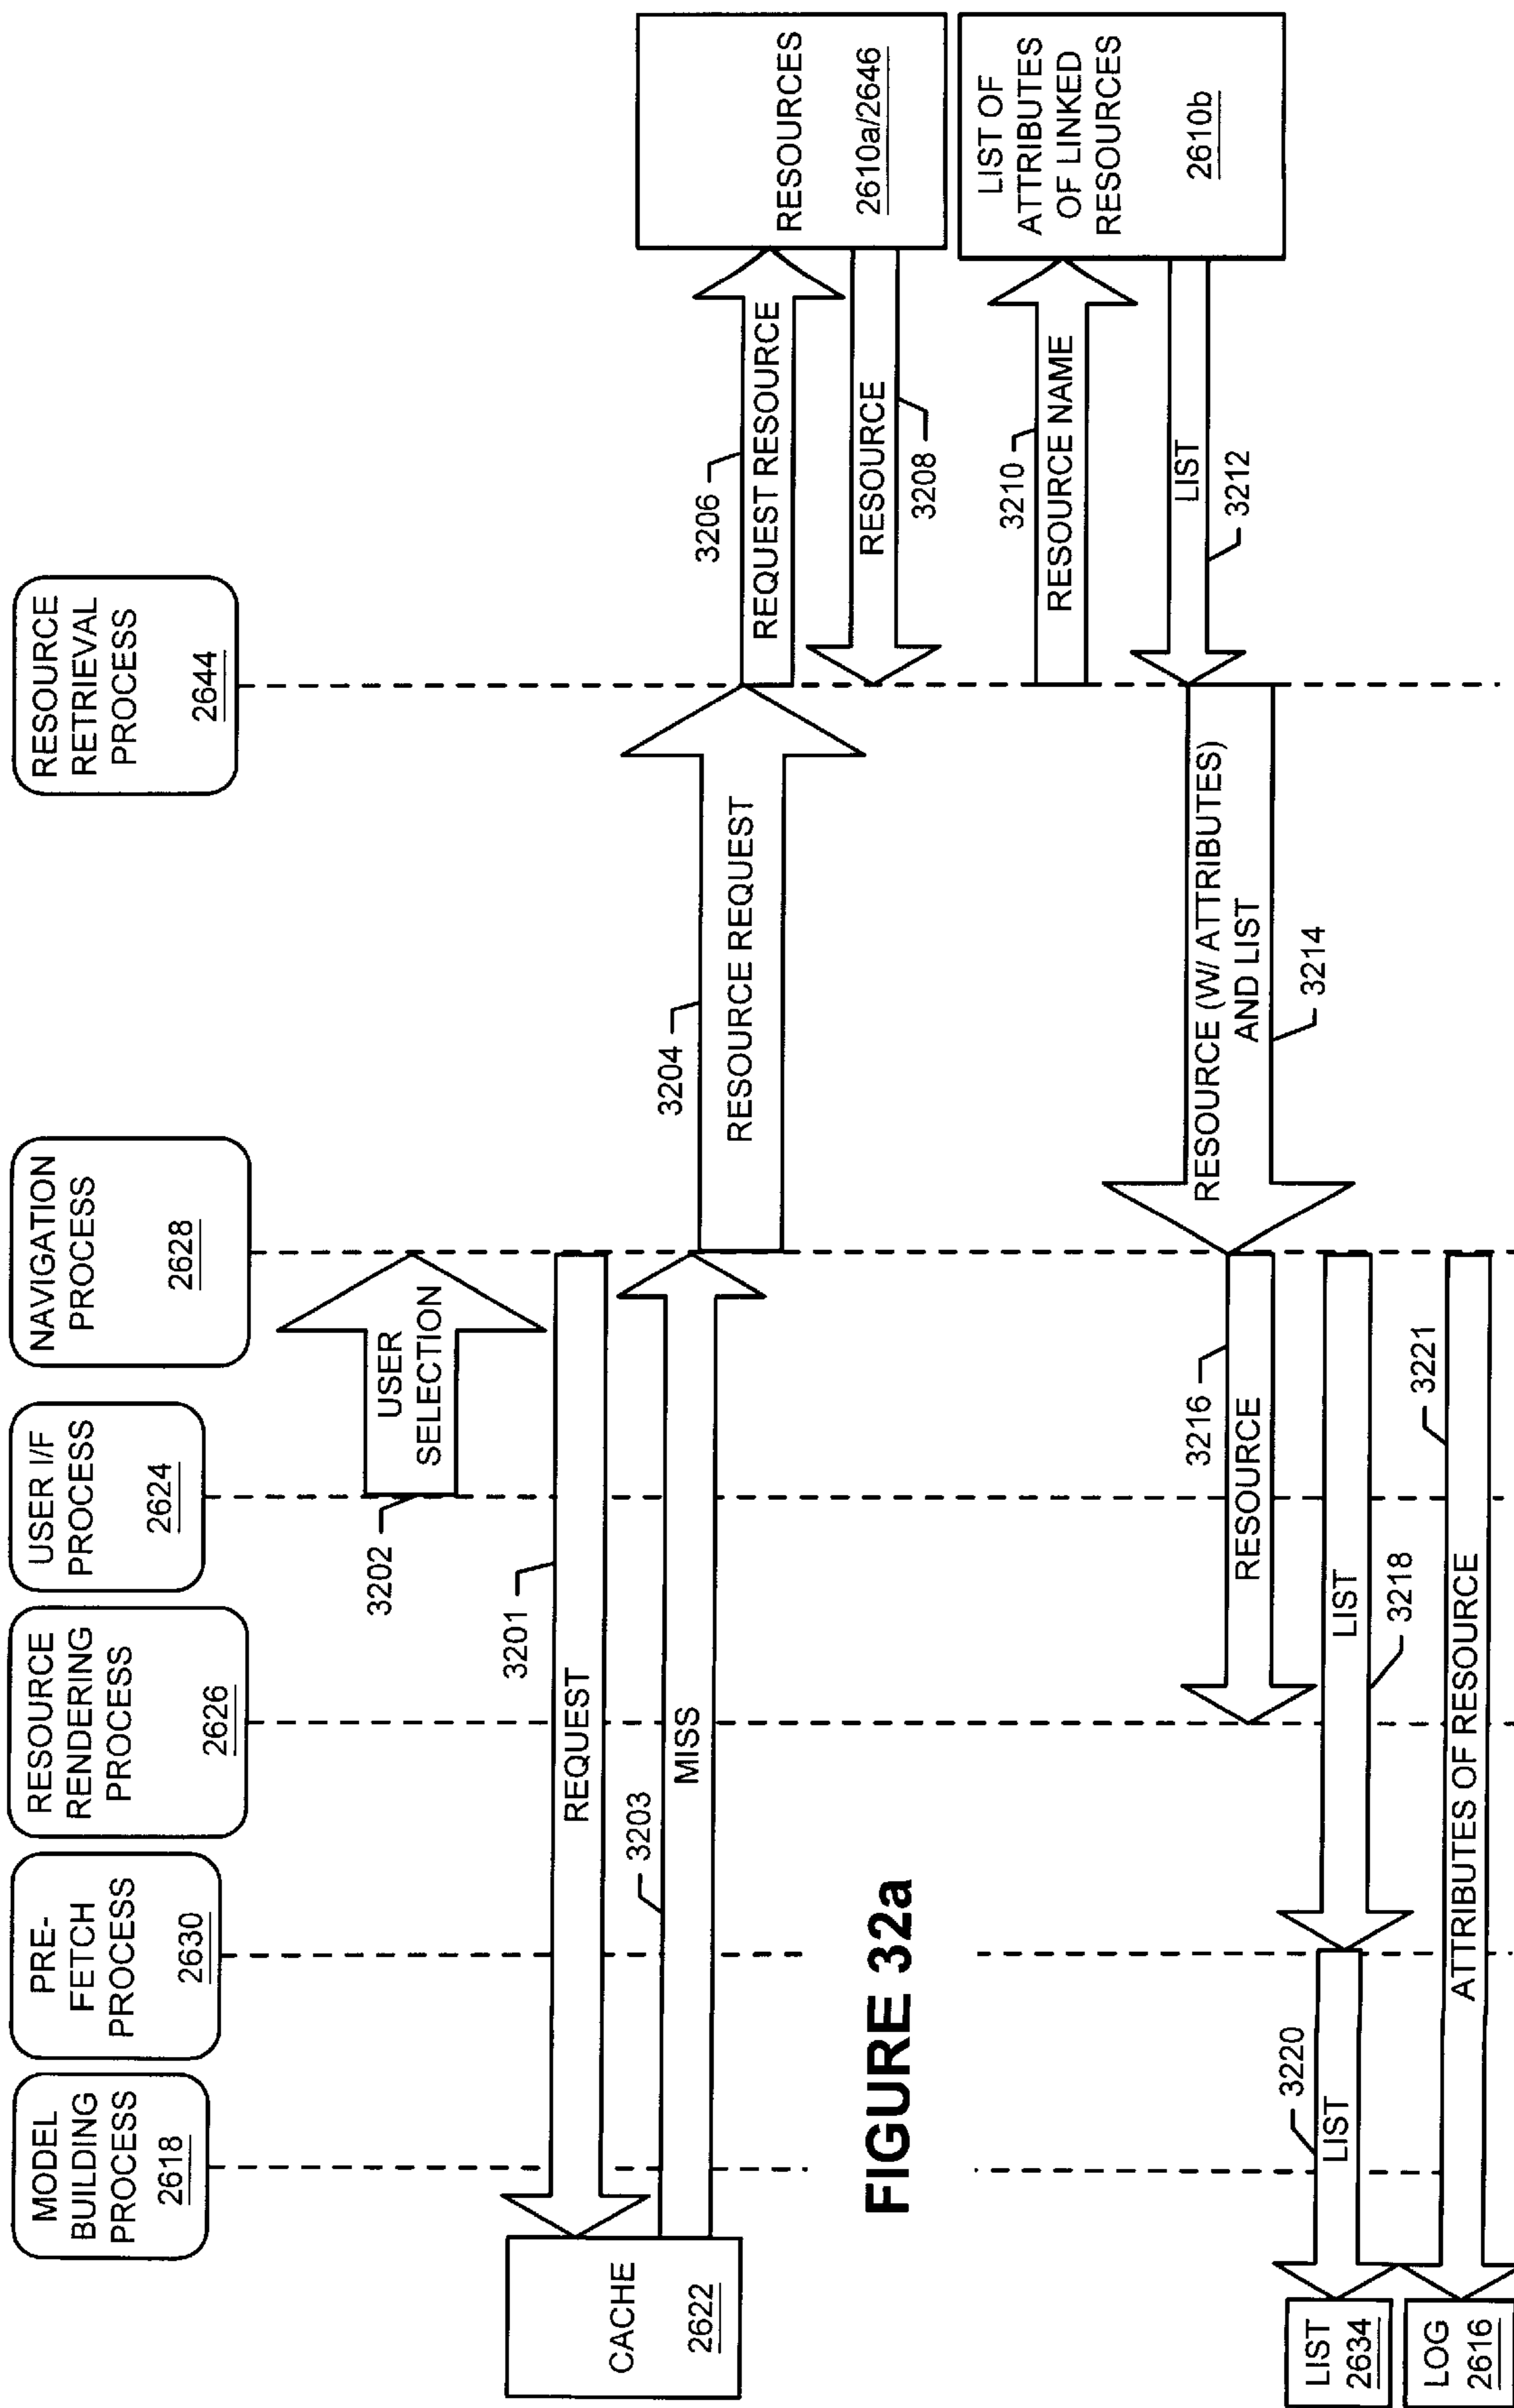 MODEL
BUILDING
PROCESS
2618
PRE-
FETCH
PROCESS
2630
RESOURCE
RENDERING
PROCESS
2626
USER I/F
PROCESS
2624
NAVIGATION
PROCESS
2628
RESOURCE
RETRIEVAL
PROCESS
2644
3202
USER
SELECTION
3201
REQUEST
3203
MISS
CACHE
2622
3204
RESOURCE REQUEST
3206
REQUEST RESOURCE
RESOURCES
2610a/2646
RESOURCE
3208
3210
RESOURCE NAME
LIST OF
ATTRIBUTES
OF LINKED
RESOURCES
2610b
LIST
3212
RESOURCE (W/ ATTRIBUTES)
AND LIST
3214
3216
RESOURCE
LIST
3218
3220
LIST
LIST
2634
3221
ATTRIBUTES OF RESOURCE
LOG
2616
FIGURE 32a